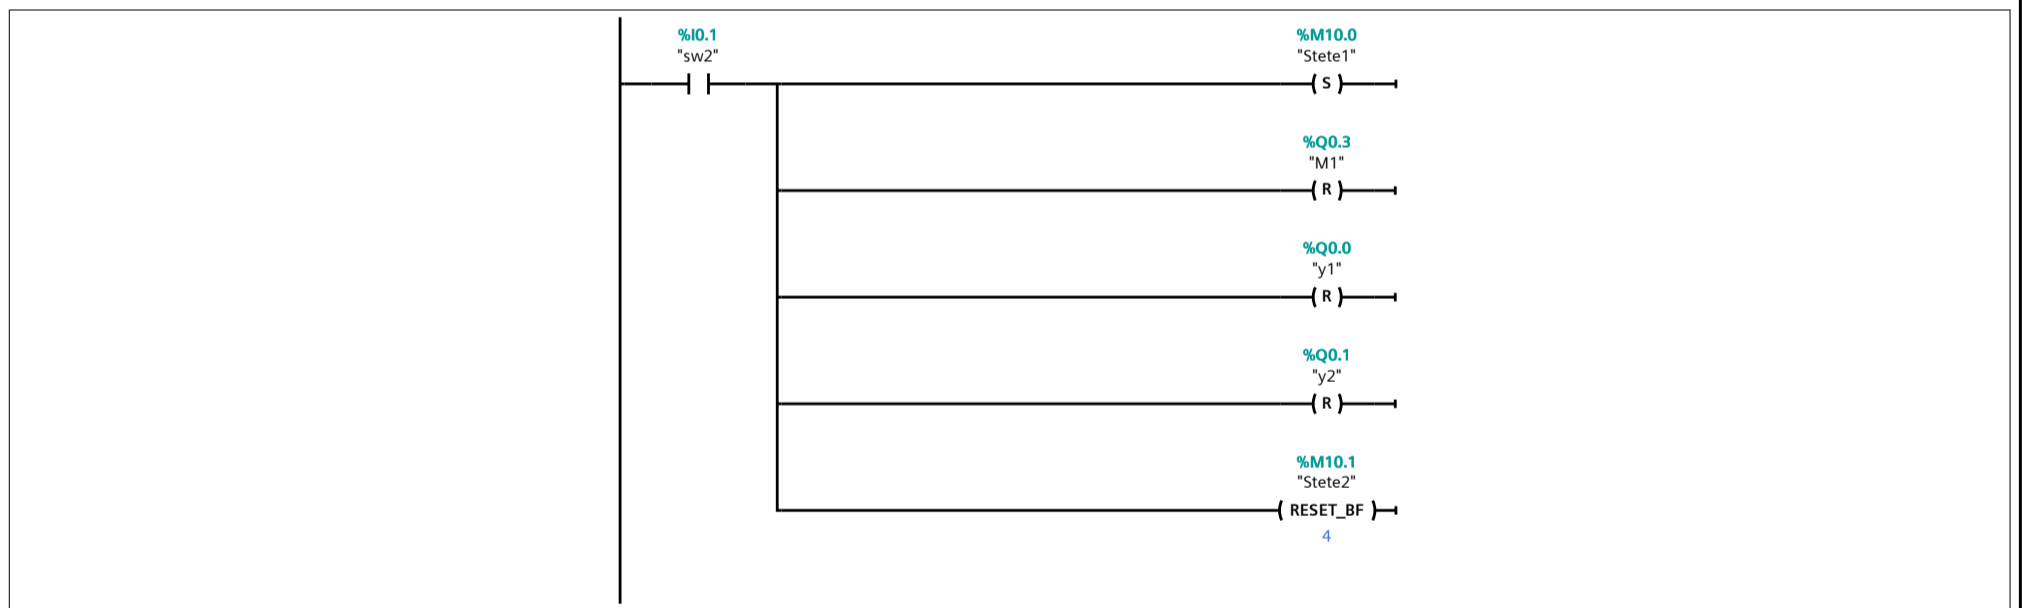 %I0.1
"sw2"
%M10.0
"Stete1"
S
%Q0.3
"M1"
R
%Q0.0
"y1"
R
%Q0.1
"y2"
R
%M10.1
"Stete2"
RESET_BF
4